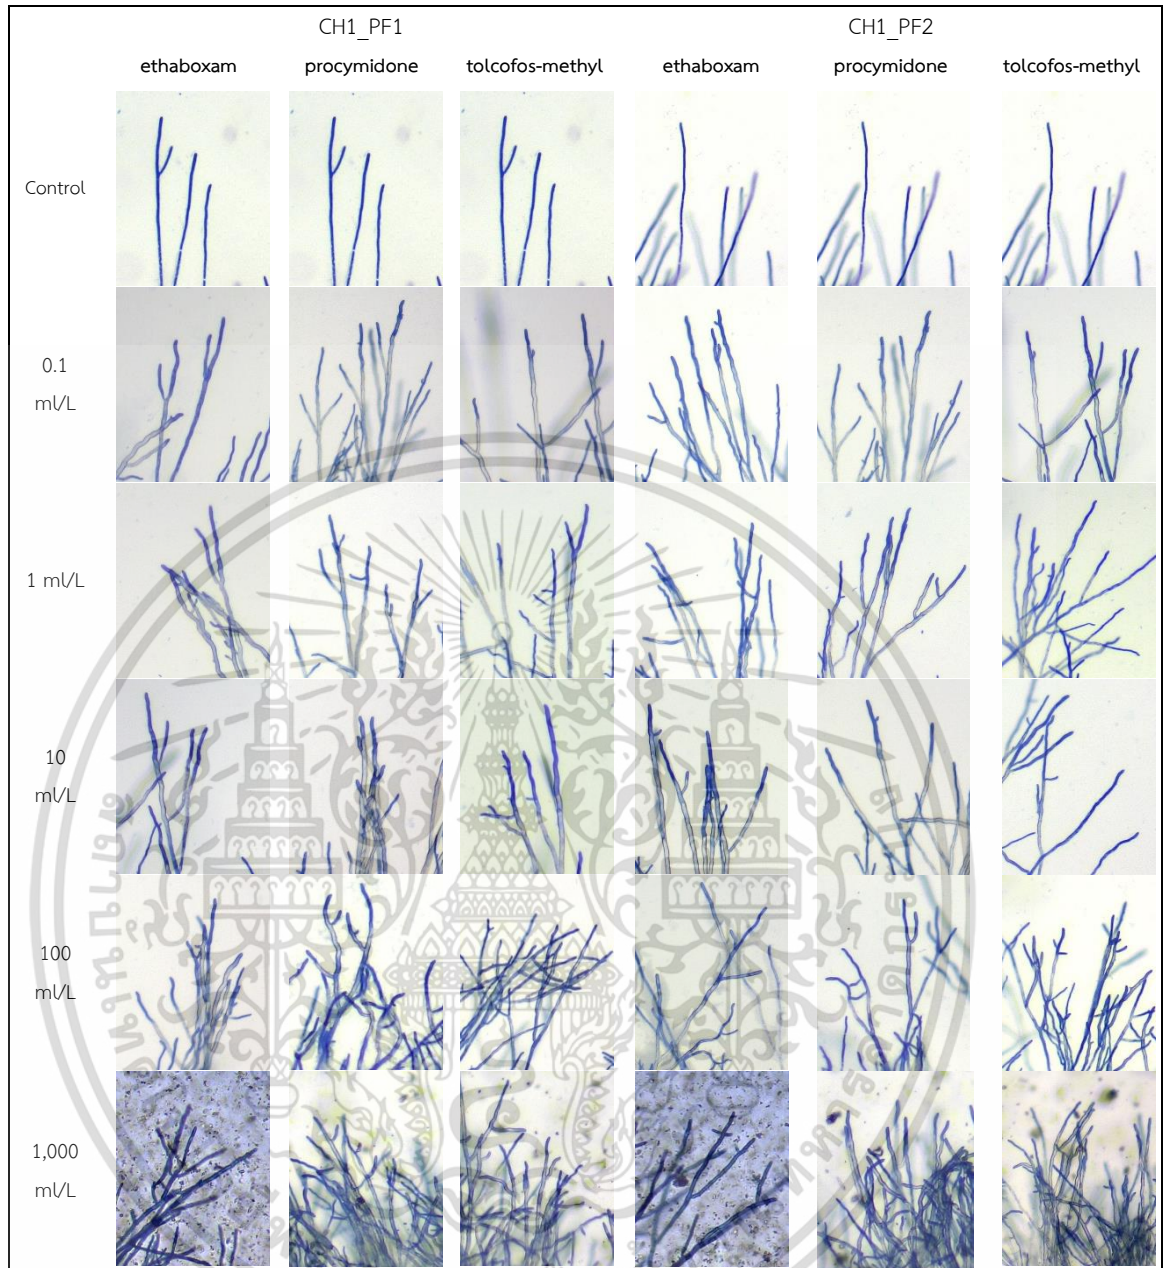 CH1_PF1 CH1_PF2
ethaboxam procymidone tolcofos-methyl ethaboxam procymidone tolcofos-methyl
Control
0.1
ml/L
1 ml/L
10
ml/L
100
ml/L
1,000
ml/L